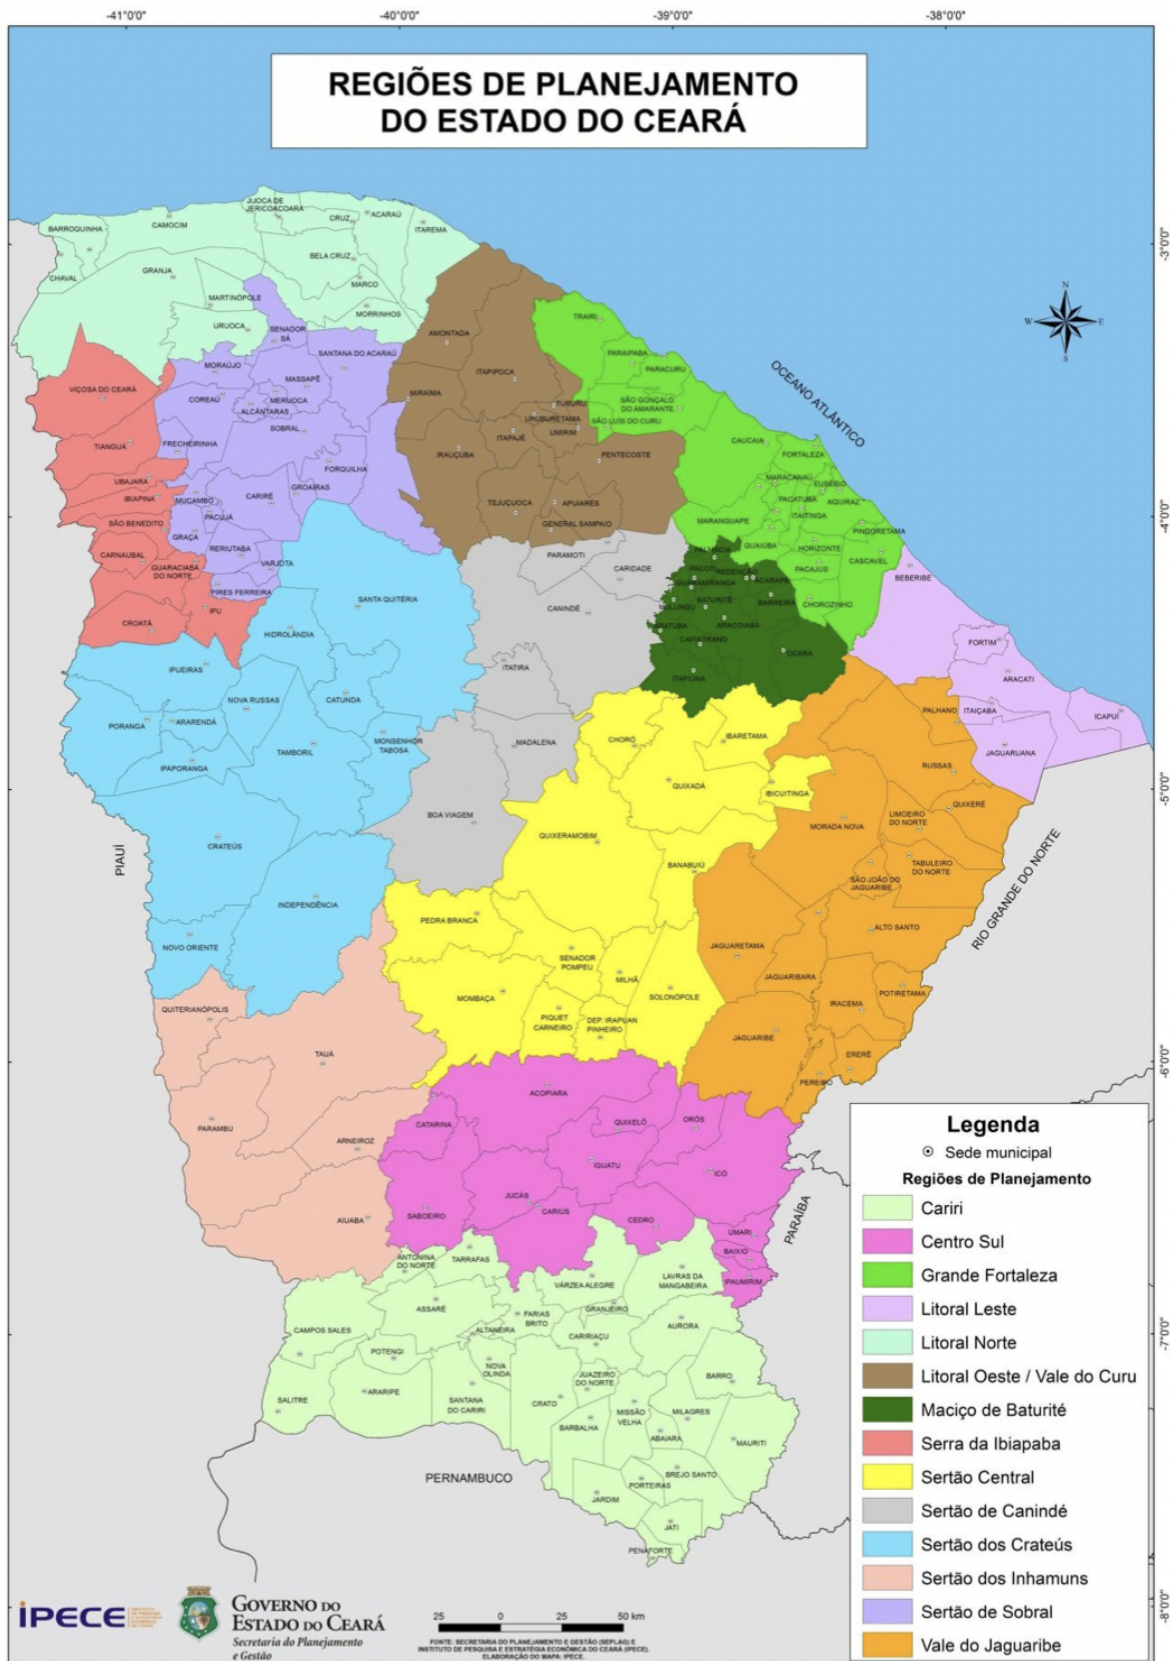 -41°0'0"
-40°0'0"
-39°0'0"
-38°0'0"
REGIÕES DE PLANEJAMENTO
DO ESTADO DO CEARÁ
-3°0'0"
-4°0'0"
-5°0'0"
-6°0'0"
-7°0'0"
-8°0'0"
N
W
E
S
OCEANO ATLÂNTICO
PIAUÍ
RIO GRANDE DO NORTE
PARAÍBA
PERNAMBUCO
JIJOCA DE
JERICOACOARA
CRUZ
ACARAÚ
ITAREMA
BARROQUINHA
CAMOCIM
CHAVAL
GRANJA
BELA CRUZ
MARCO
MARTINÓPOLE
MORRINHOS
URUOCA
SENADOR
SÁ
SANTANA DO ACARAÚ
MORAÚJO
MASSAPÊ
COREAÚ
MERUOCA
ALCÂNTARAS
SOBRAL
FRECHEIRINHA
FORQUILHA
MUCAMBO
CARIRÉ
GROAÍRAS
PACUJÁ
GRAÇA
RERIUTABA
VARJOTA
PIRES FERREIRA
VIÇOSA DO CEARÁ
TIANGUÁ
UBAJARA
IBIAPINA
SÃO BENEDITO
CARNAUBAL
GUARACIABA
DO NORTE
CROATÁ
IPU
AMONTADA
ITAPIPOCA
MIRAÍMA
TURURU
URUBURETAMA
UMIRIM
ITAPAJÉ
IRAUÇUBA
PENTECOSTE
TEJUÇUOCA
APUIARÉS
GENERAL SAMPAIO
TRAIRI
PARAIPABA
PARACURU
SÃO GONÇALO
DO AMARANTE
SÃO LUÍS DO CURU
CAUCAIA
FORTALEZA
MARACANAÚ
EUSÉBIO
PACATUBA
AQUIRAZ
ITAITINGA
MARANGUAPE
PINDORETAMA
GUAIÚBA
HORIZONTE
PACAJUS
CASCAVEL
CHOROZINHO
PALMÁCIA
PACOTI
REDENÇÃO
GUARAMIRANGA
ACARAPE
MULUNGU
BATURITÉ
BARREIRA
ARATUBA
ARACOIABA
CAPISTRANO
OCARA
ITAPIÚNA
BEBERIBE
FORTIM
ARACATI
ITAIÇABA
ICAPUÍ
JAGUARUANA
PARAMOTI
CARIDADE
CANINDÉ
ITATIRA
MADALENA
BOA VIAGEM
SANTA QUITÉRIA
HIDROLÂNDIA
IPUEIRAS
NOVA RUSSAS
CATUNDA
PORANGA
ARARENDÁ
TAMBORIL
MONSENHOR
TABOSA
IPAPORANGA
CRATEÚS
INDEPENDÊNCIA
NOVO ORIENTE
CHORÓ
IBARETAMA
QUIXADÁ
IBICUITINGA
QUIXERAMOBIM
BANABUIÚ
PEDRA BRANCA
SENADOR
POMPEU
MILHÃ
SOLONÓPOLE
MOMBAÇA
PIQUET
CARNEIRO
DEP. IRAPUAN
PINHEIRO
PALHANO
RUSSAS
QUIXERÉ
LIMOEIRO
DO NORTE
MORADA NOVA
TABULEIRO
DO NORTE
SÃO JOÃO DO
JAGUARIBE
ALTO SANTO
JAGUARETAMA
JAGUARIBARA
POTIRETAMA
IRACEMA
JAGUARIBE
ERERÊ
PEREIRO
QUITERIANÓPOLIS
TAUÁ
PARAMBU
ARNEIROZ
AIUABA
ACOPIARA
CATARINA
QUIXELÔ
ORÓS
IGUATU
ICÓ
JUCÁS
CARIÚS
SABOEIRO
CEDRO
UMARI
BAIXIO
IPAUMIRIM
ANTONINA
DO NORTE
TARRAFAS
LAVRAS DA
MANGABEIRA
VÁRZEA ALEGRE
ASSARÉ
GRANJEIRO
FARIAS
BRITO
AURORA
ALTANEIRA
CARIRIAÇU
CAMPOS SALES
POTENGI
NOVA
OLINDA
JUAZEIRO
DO NORTE
BARRO
SALITRE
ARARIPE
SANTANA
DO CARIRI
CRATO
MISSÃO
VELHA
MILAGRES
BARBALHA
ABAIARA
MAURITI
BREJO SANTO
PORTEIRAS
JARDIM
JATI
PENAFORTE
Legenda
Sede municipal
Regiões de Planejamento
Cariri
Centro Sul
Grande Fortaleza
Litoral Leste
Litoral Norte
Litoral Oeste / Vale do Curu
Maciço de Baturité
Serra da Ibiapaba
Sertão Central
Sertão de Canindé
Sertão dos Crateús
Sertão dos Inhamuns
Sertão de Sobral
Vale do Jaguaribe
IPECE
GOVERNO DO
ESTADO DO CEARÁ
Secretaria do Planejamento
e Gestão
25 0 25 50 km
FONTE: SECRETARIA DO PLANEJAMENTO E GESTÃO (SEPLAG) E
INSTITUTO DE PESQUISA E ESTRATÉGIA ECONÔMICA DO CEARÁ (IPECE).
ELABORAÇÃO DO MAPA: IPECE.